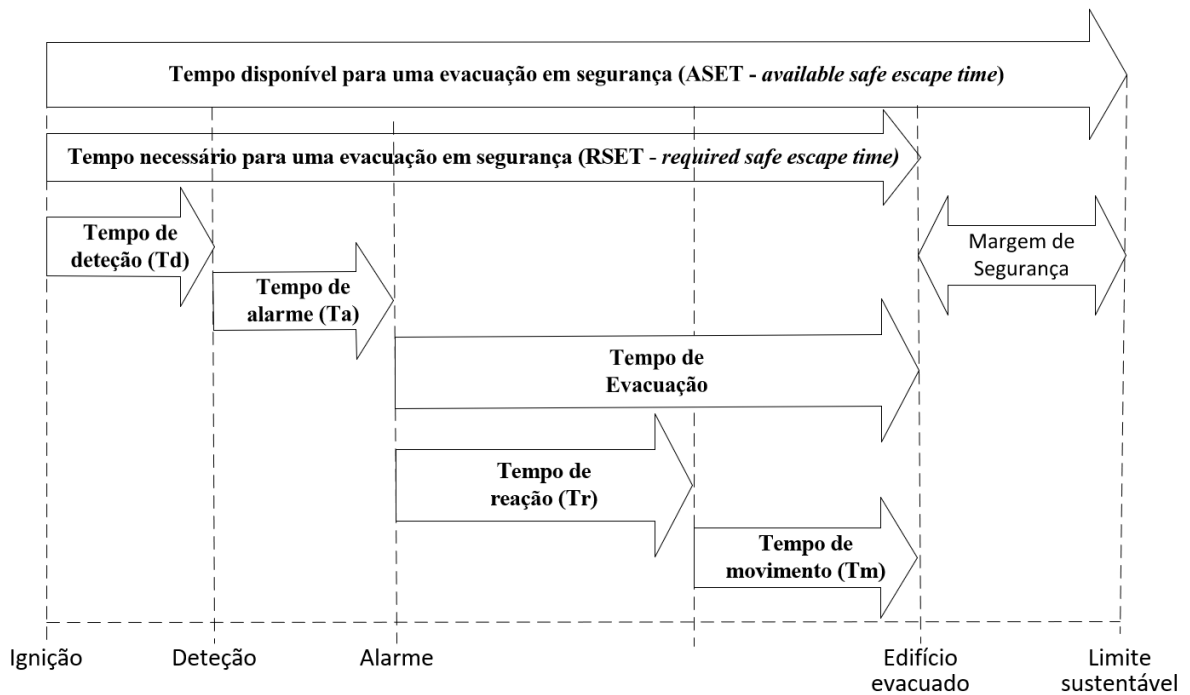 Tempo disponível para uma evacuação em segurança (ASET - available safe escape time)
Tempo necessário para uma evacuação em segurança (RSET - required safe escape time)
Tempo de
deteção (Td)
Margem de
Segurança
Tempo de
alarme (Ta)
Tempo de
Evacuação
Tempo de
reação (Tr)
Tempo de
movimento (Tm)
Ignição
Deteção
Alarme
Edifício
evacuado
Limite
sustentável